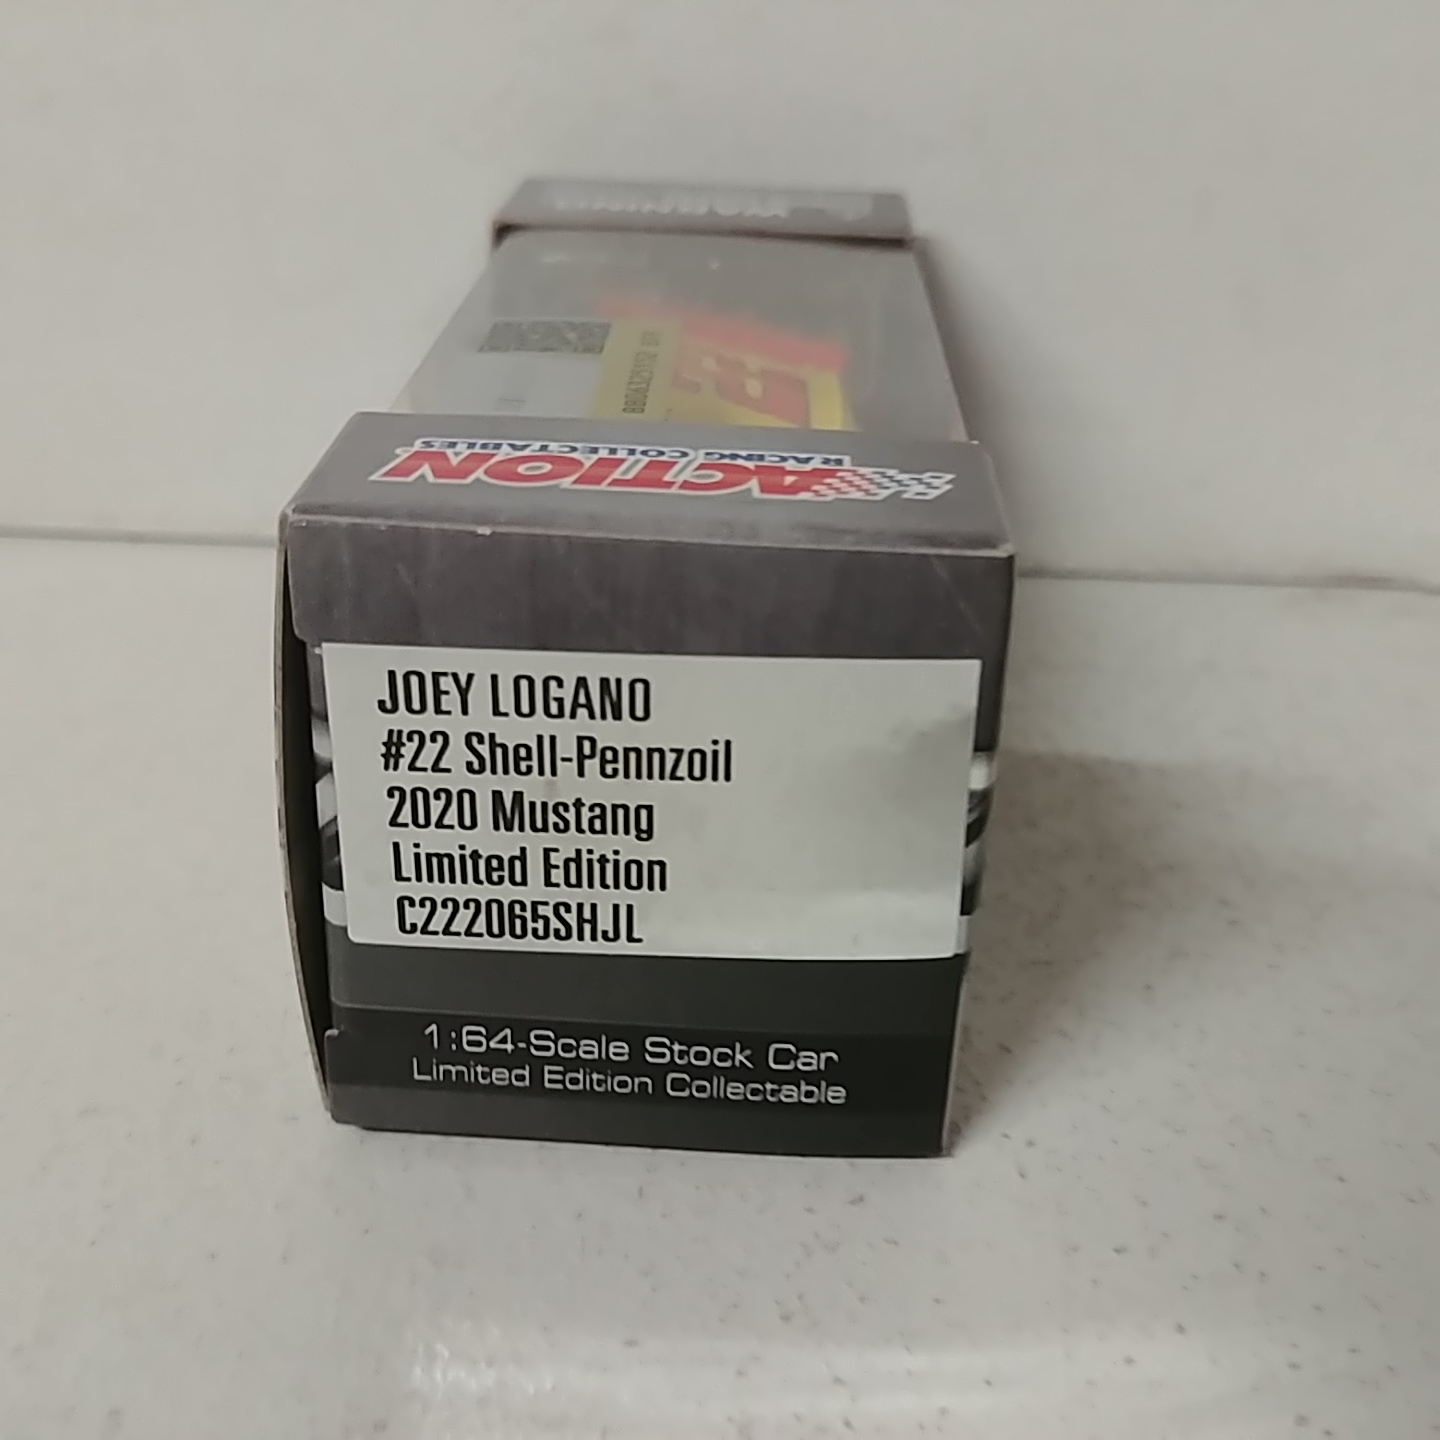 WARNING
ACTION
RACING COLLECTABLES
JOEY LOGANO
#22 Shell-Pennzoil
2020 Mustang
Limited Edition
C222065SHJL
1:64-Scale Stock Car
Limited Edition Collectable